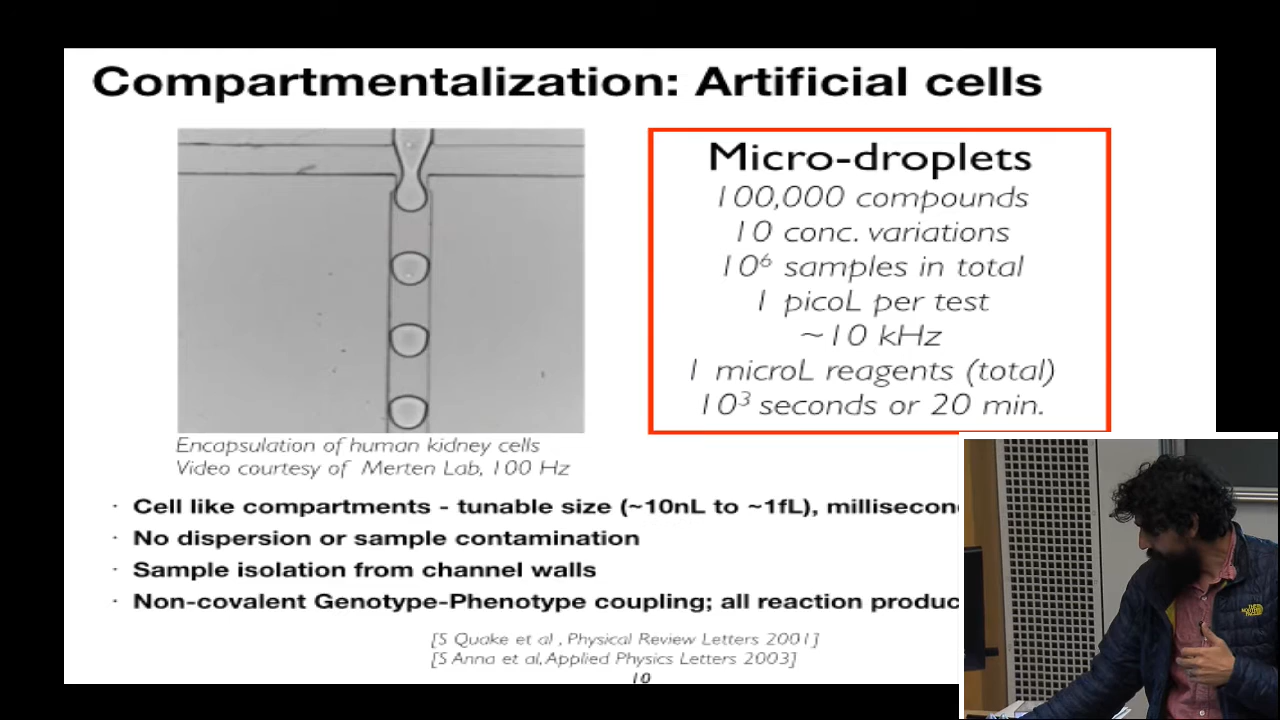 Compartmentalization: Artificial cells
Micro-droplets
100,000 compounds
10 conc. variations
10⁶ samples in total
1 picoL per test
~10 kHz
1 microL reagents (total)
10³ seconds or 20 min.
Encapsulation of human kidney cells
Video courtesy of Merten Lab, 100 Hz
· Cell like compartments - tunable size (~10nL to ~1fL), millisecon
· No dispersion or sample contamination
· Sample isolation from channel walls
· Non-covalent Genotype-Phenotype coupling; all reaction produc
[S Quake et al , Physical Review Letters 2001]
[S Anna et al, Applied Physics Letters 2003]
10